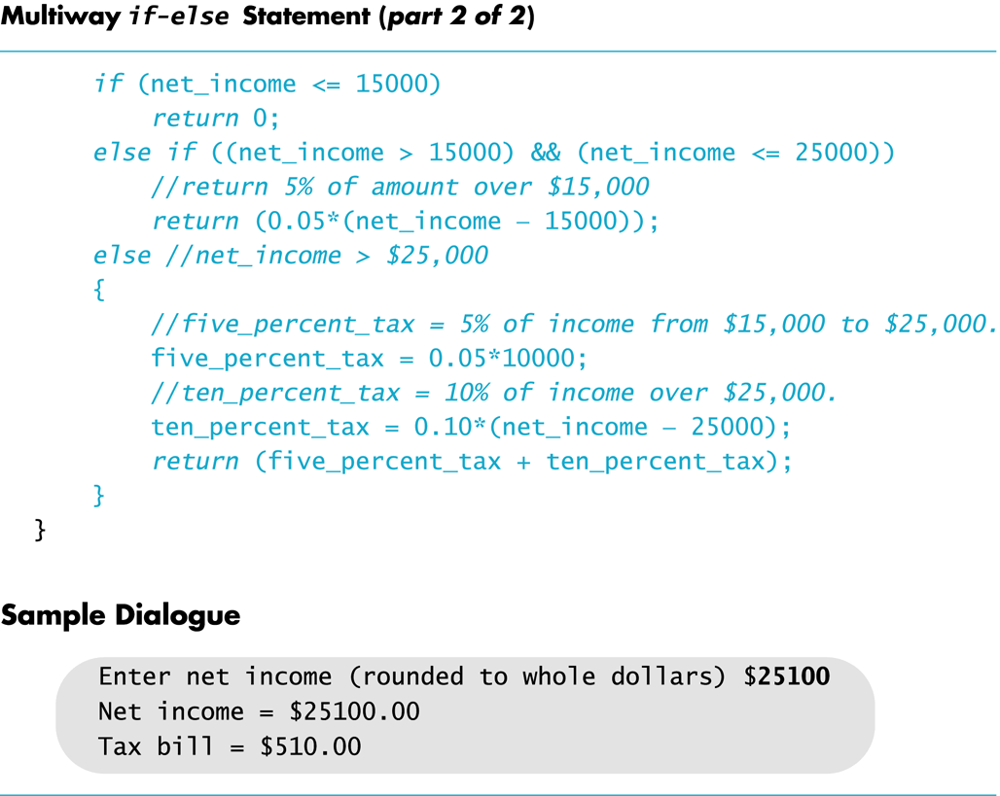 Multiway if-else Statement (part 2 of 2)
if (net_income <= 15000)
return 0;
else if ((net_income > 15000) && (net_income <= 25000))
//return 5% of amount over $15,000
return (0.05*(net_income – 15000));
else //net_income > $25,000
{
//five_percent_tax = 5% of income from $15,000 to $25,000.
five_percent_tax = 0.05*10000;
//ten_percent_tax = 10% of income over $25,000.
ten_percent_tax = 0.10*(net_income – 25000);
return (five_percent_tax + ten_percent_tax);
}
}
Sample Dialogue
Enter net income (rounded to whole dollars) $25100
Net income = $25100.00
Tax bill = $510.00